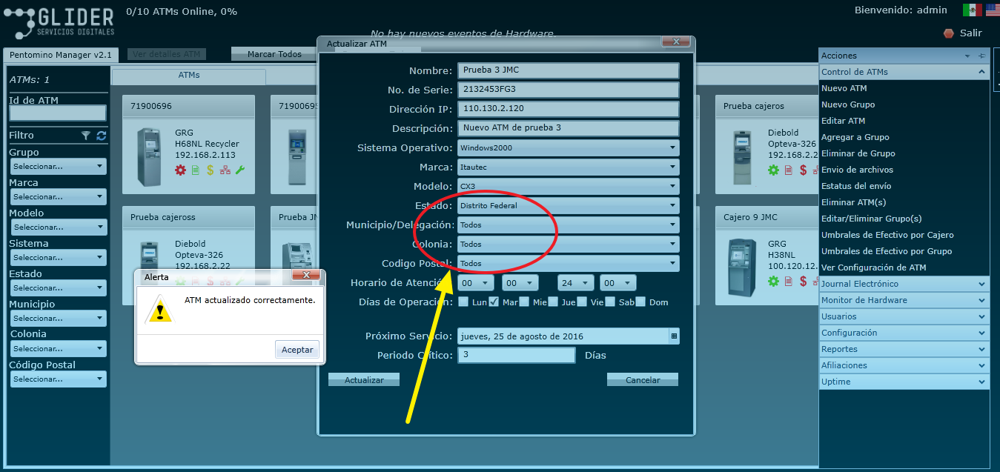 GLIDER
SERVICIOS DIGITALES
0/10 ATMs Online, 0%
Bienvenido: admin
No hay nuevos eventos de Hardware.
Salir
Pentomino Manager v2.1
Ver detalles ATM
Marcar Todos
ATMs: 1
Id de ATM
Filtro
Grupo
Seleccionar...
Marca
Seleccionar...
Modelo
Seleccionar...
Sistema
Seleccionar...
Estado
Seleccionar...
Municipio
Seleccionar...
Colonia
Seleccionar...
Código Postal
Seleccionar...
ATMs
71900696
GRG
H68NL Recycler
192.168.2.113
7190069
Prueba cajeross
Diebold
Opteva-326
192.168.2.22
Prueba JM
Prueba cajeros
Diebold
Opteva-326
192.168.2.2
Cajero 9 JMC
GRG
H38NL
100.120.12.
Actualizar ATM
Nombre: Prueba 3 JMC
No. de Serie: 2132453FG3
Dirección IP: 110.130.2.120
Descripción: Nuevo ATM de prueba 3
Sistema Operativo: Windows2000
Marca: Itautec
Modelo: CX3
Estado: Distrito Federal
Municipio/Delegación: Todos
Colonia: Todos
Codigo Postal: Todos
Horario de Atención 00 00 24 00
Días de Operación: Lun Mar Mie Jue Vie Sab Dom
Próximo Servicio: jueves, 25 de agosto de 2016
Periodo Crítico: 3 Días
Actualizar
Cancelar
Alerta
ATM actualizado correctamente.
Aceptar
Acciones
Control de ATMs
Nuevo ATM
Nuevo Grupo
Editar ATM
Agregar a Grupo
Eliminar de Grupo
Envio de archivos
Estatus del envío
Eliminar ATM(s)
Editar/Eliminar Grupo(s)
Umbrales de Efectivo por Cajero
Umbrales de Efectivo por Grupo
Ver Configuración de ATM
Journal Electrónico
Monitor de Hardware
Usuarios
Configuración
Reportes
Afiliaciones
Uptime